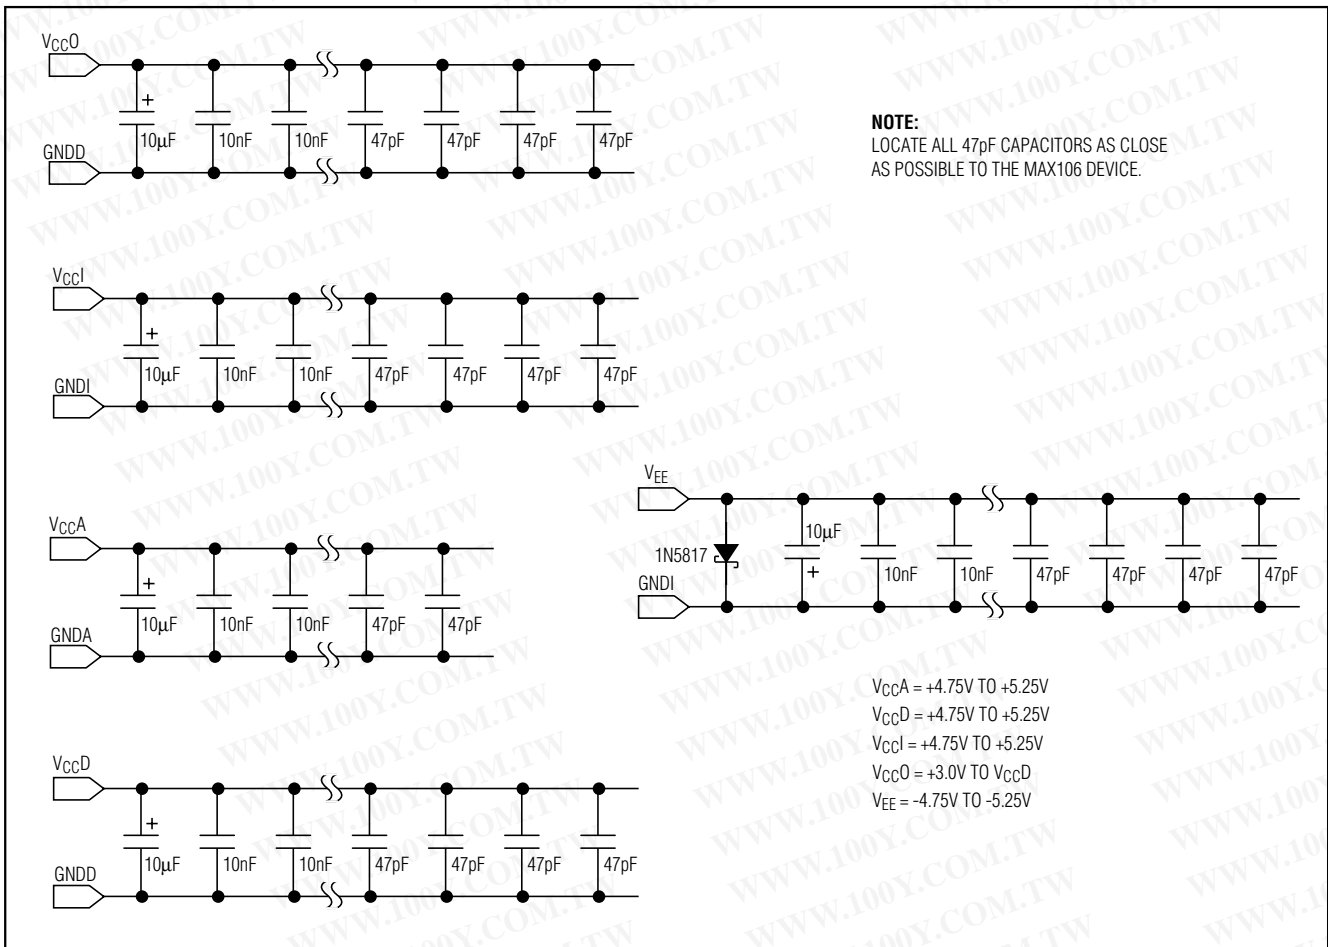 VCCO
+
10μF 10nF 10nF 47pF 47pF 47pF 47pF
GNDD
NOTE:
LOCATE ALL 47pF CAPACITORS AS CLOSE
AS POSSIBLE TO THE MAX106 DEVICE.
VCCI
+
10μF 10nF 10nF 47pF 47pF 47pF 47pF
GNDI
VCCA
+
10μF 10nF 10nF 47pF 47pF
GNDA
VEE
10μF
1N5817
+
10nF 10nF 47pF 47pF 47pF 47pF
GNDI
VCCA = +4.75V TO +5.25V
VCCD = +4.75V TO +5.25V
VCCI = +4.75V TO +5.25V
VCCO = +3.0V TO VCCD
VEE = -4.75V TO -5.25V
VCCD
+
10μF 10nF 10nF 47pF 47pF 47pF 47pF
GNDD
WWW.100Y.COM.TW